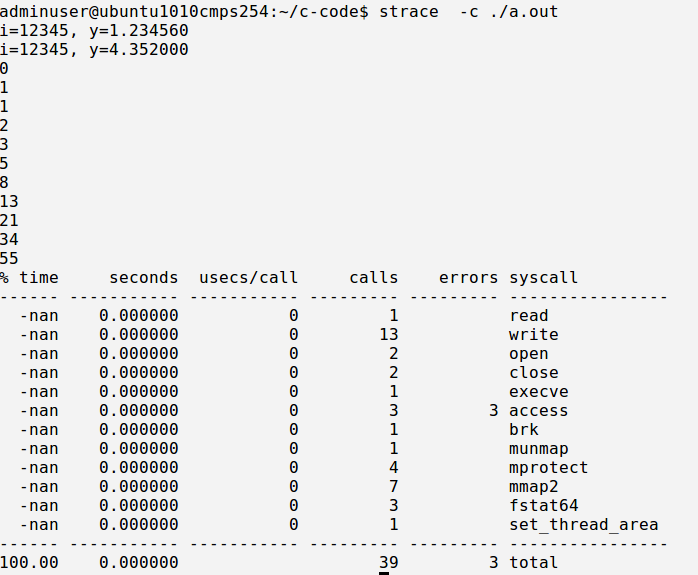 adminuser@ubuntu1010cmps254:~/c-code$ strace  -c ./a.out
i=12345, y=1.234560
i=12345, y=4.352000
0
1
1
2
3
5
8
13
21
34
55
% time     seconds  usecs/call     calls    errors syscall
------ ----------- ----------- --------- --------- ----------------
  -nan    0.000000           0         1           read
  -nan    0.000000           0        13           write
  -nan    0.000000           0         2           open
  -nan    0.000000           0         2           close
  -nan    0.000000           0         1           execve
  -nan    0.000000           0         3         3 access
  -nan    0.000000           0         1           brk
  -nan    0.000000           0         1           munmap
  -nan    0.000000           0         4           mprotect
  -nan    0.000000           0         7           mmap2
  -nan    0.000000           0         3           fstat64
  -nan    0.000000           0         1           set_thread_area
------ ----------- ----------- --------- --------- ----------------
100.00    0.000000                    39         3 total